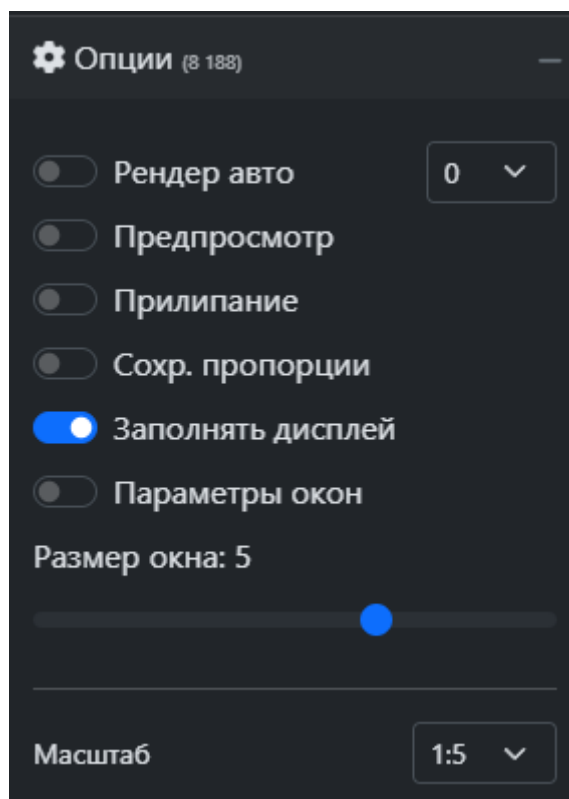 Опции (8 188)
Рендер авто 0
Предпросмотр
Прилипание
Сохр. пропорции
Заполнять дисплей
Параметры окон
Размер окна: 5
Масштаб 1:5